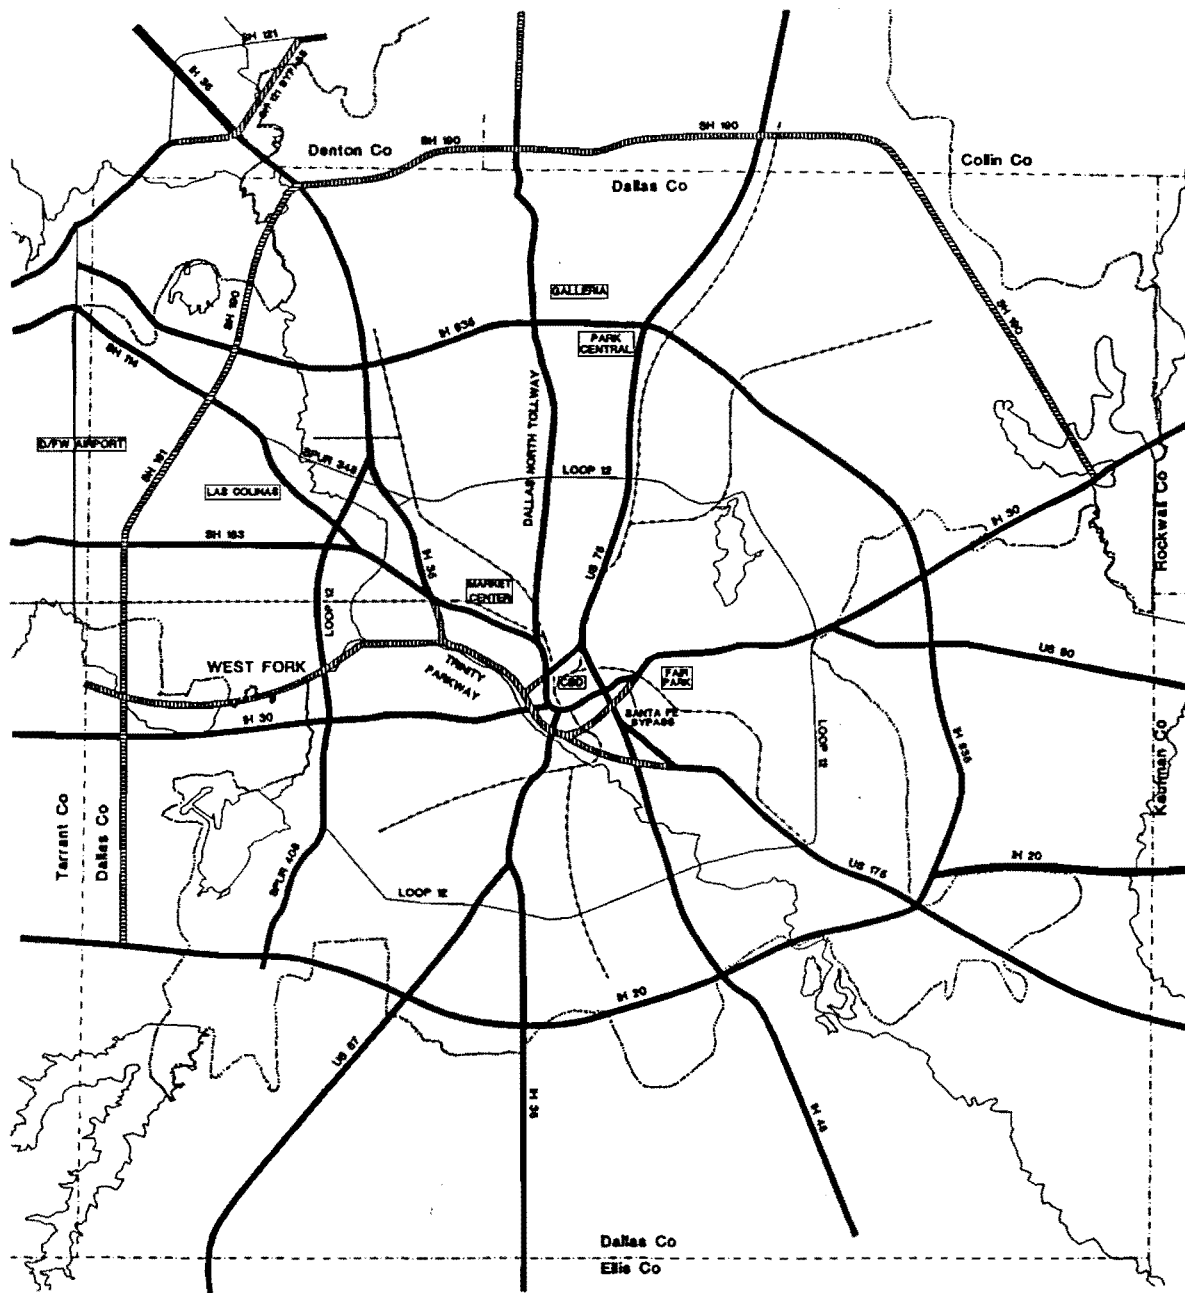 SH 121
IH 35
SH 121 BYPASS
SH 190
SH 190
Denton Co
Collin Co
Dallas Co
GALLERIA
SH 190
SH 190
IH 635
PARK
CENTRAL
SH 114
DALLAS NORTH TOLLWAY
D/FW AIRPORT
SH 161
SPUR 348
LOOP 12
LAS COLINAS
IH 30
Rockwall Co
SH 183
IH 35
US 75
MARKET
CENTER
LOOP 12
WEST FORK
TRINITY
PARKWAY
CBD
FAIR
PARK
US 80
IH 30
SANTA FE
BYPASS
LOOP 12
IH 635
Kaufman Co
Tarrant Co
Dallas Co
SPUR 408
LOOP 12
US 175
IH 20
IH 20
US 67
IH 35
IH 45
Dallas Co
Ellis Co